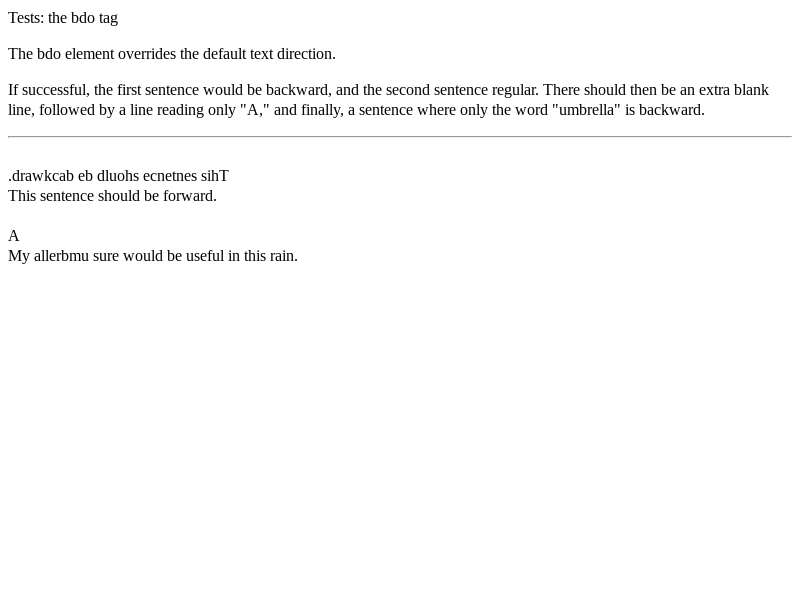 Tests: the bdo tag
The bdo element overrides the default text direction.
If successful, the first sentence would be backward, and the second sentence regular. There should then be an extra blank
line, followed by a line reading only "A," and finally, a sentence where only the word "umbrella" is backward.
.drawkcab eb dluohs ecnetnes sihT
This sentence should be forward.
A
My allerbmu sure would be useful in this rain.